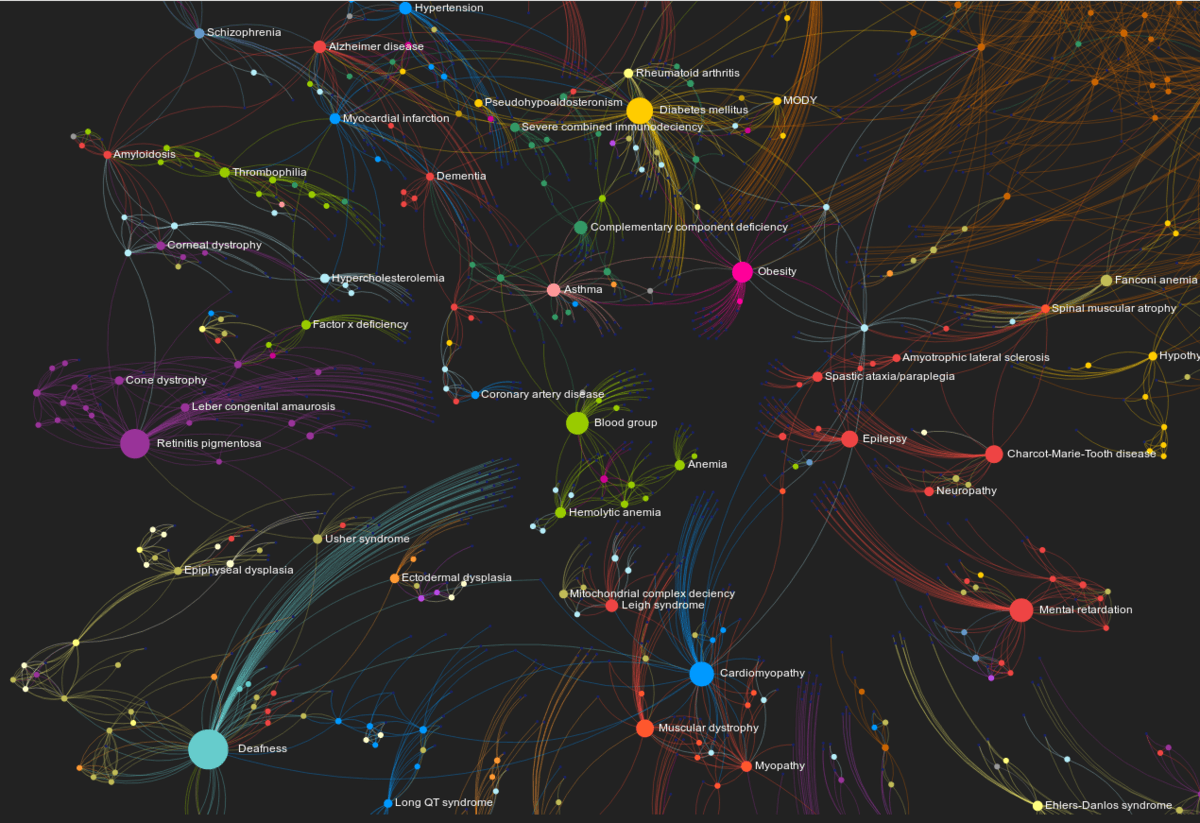 Hypertension
Schizophrenia
Alzheimer disease
Rheumatoid arthritis
Pseudohypoaldosteronism
Diabetes mellitus
MODY
Myocardial infarction
Severe combined immunodeciency
Amyloidosis
Thrombophilia
Dementia
Complementary component deficiency
Corneal dystrophy
Obesity
Hypercholesterolemia
Asthma
Fanconi anemia
Spinal muscular atrophy
Factor x deficiency
Amyotrophic lateral sclerosis
Hypothy
Cone dystrophy
Spastic ataxia/paraplegia
Coronary artery disease
Leber congenital amaurosis
Blood group
Retinitis pigmentosa
Epilepsy
Charcot-Marie-Tooth disease
Anemia
Neuropathy
Hemolytic anemia
Usher syndrome
Epiphyseal dysplasia
Ectodermal dysplasia
Mitochondrial complex deciency
Leigh syndrome
Mental retardation
Cardiomyopathy
Muscular dystrophy
Deafness
Myopathy
Long QT syndrome
Ehlers-Danlos syndrome